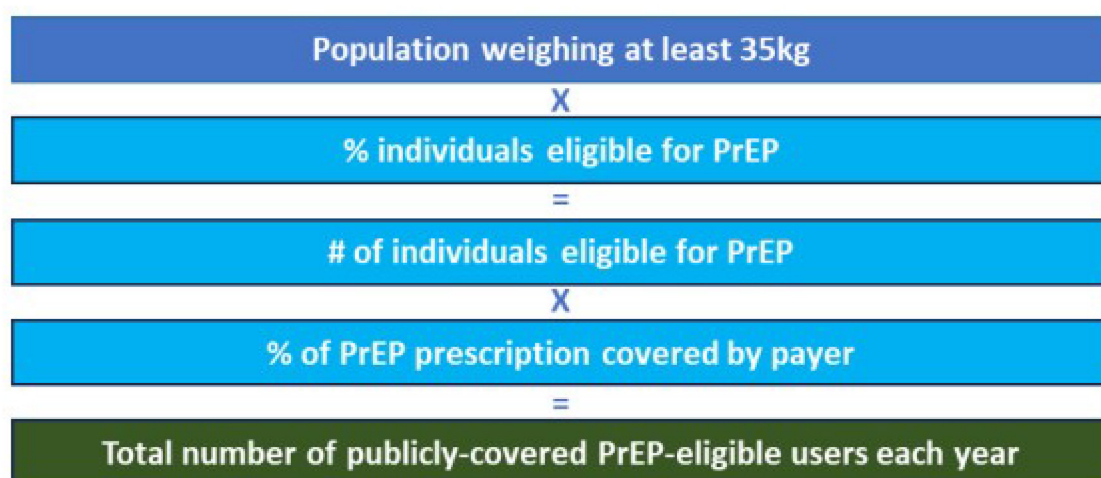 Population weighing at least 35kg
X
% individuals eligible for PrEP
=
# of individuals eligible for PrEP
X
% of PrEP prescription covered by payer
=
Total number of publicly-covered PrEP-eligible users each year